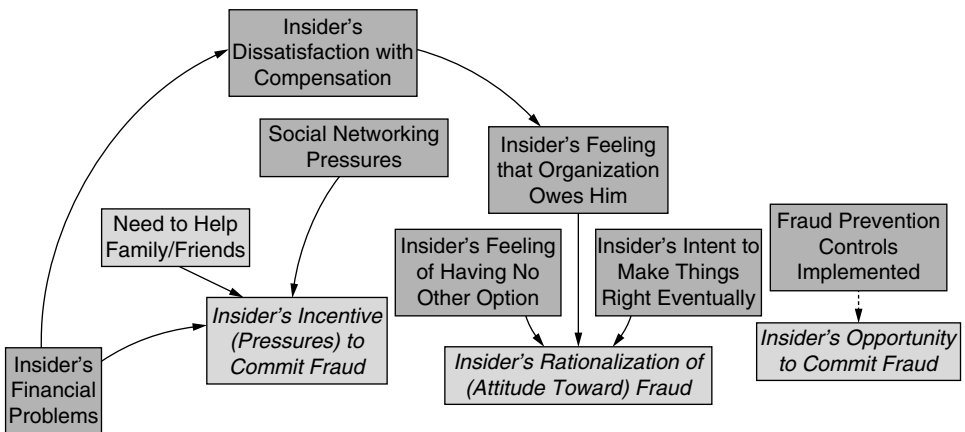 Insider's
Dissatisfaction with
Compensation
Social Networking
Pressures
Insider's Feeling
that Organization
Owes Him
Need to Help
Family/Friends
Insider's Feeling
of Having No
Other Option
Insider's Intent to
Make Things
Right Eventually
Fraud Prevention
Controls
Implemented
Insider's Incentive
(Pressures) to
Commit Fraud
Insider's Financial
Problems
Insider's Rationalization of
(Attitude Toward) Fraud
Insider's Opportunity
to Commit Fraud